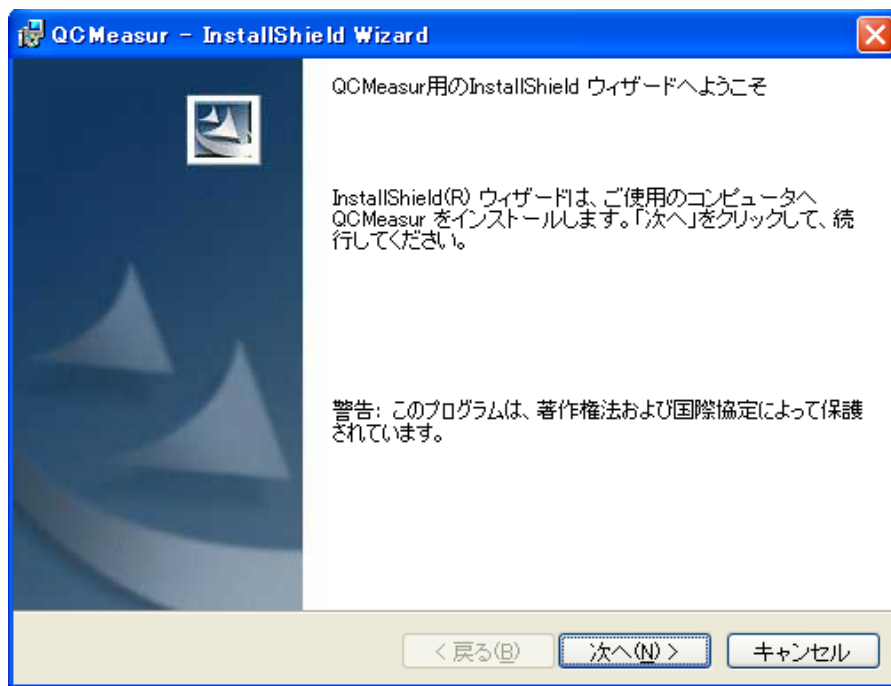 QCMeasur - InstallShield Wizard
QCMeasur用のInstallShield ウィザードへようこそ
InstallShield(R) ウィザードは、ご使用のコンピュータへ
QCMeasur をインストールします。「次へ」をクリックして、続
行してください。
警告: このプログラムは、著作権法および国際協定によって保護
されています。
< 戻る(B)
次へ(N) >
キャンセル